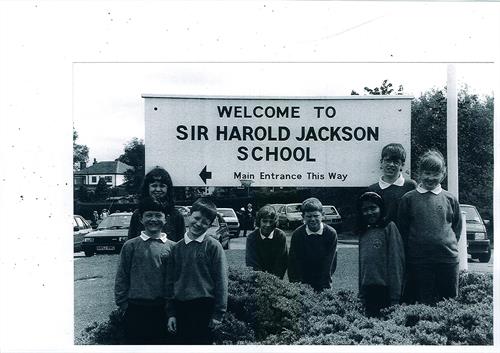 WELCOME TO
SIR HAROLD JACKSON
SCHOOL
Main Entrance This Way